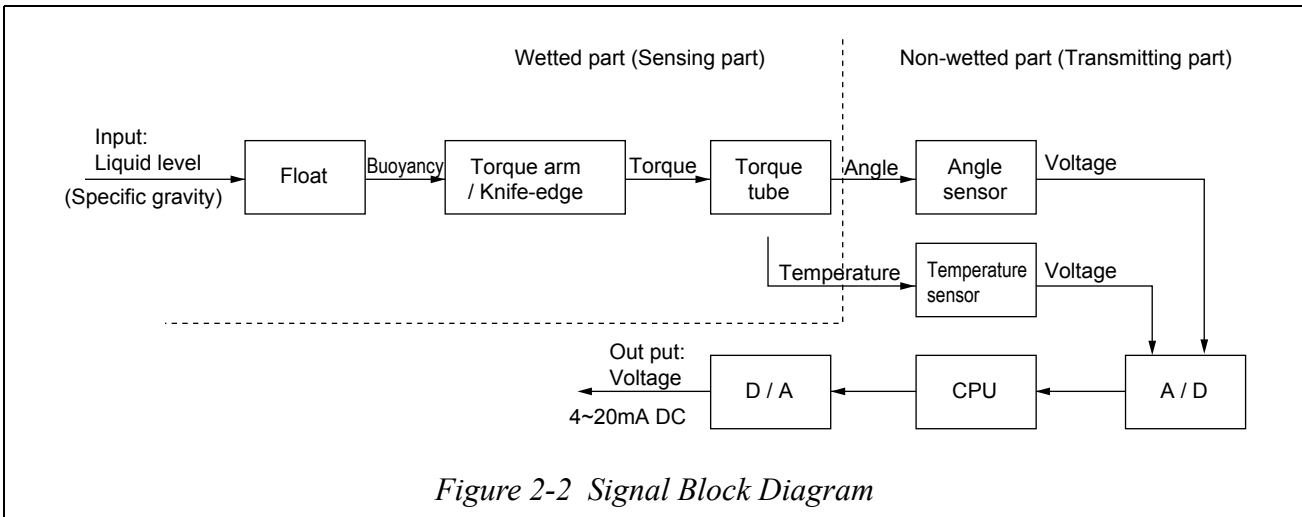 Wetted part (Sensing part)
Non-wetted part (Transmitting part)
Input:
Liquid level
(Specific gravity)
Float
Buoyancy
Torque arm
/ Knife-edge
Torque
Torque
tube
Angle
Angle
sensor
Voltage
Temperature
Temperature
sensor
Voltage
Out put:
Voltage
4~20mA DC
D / A
CPU
A / D
Figure 2-2 Signal Block Diagram